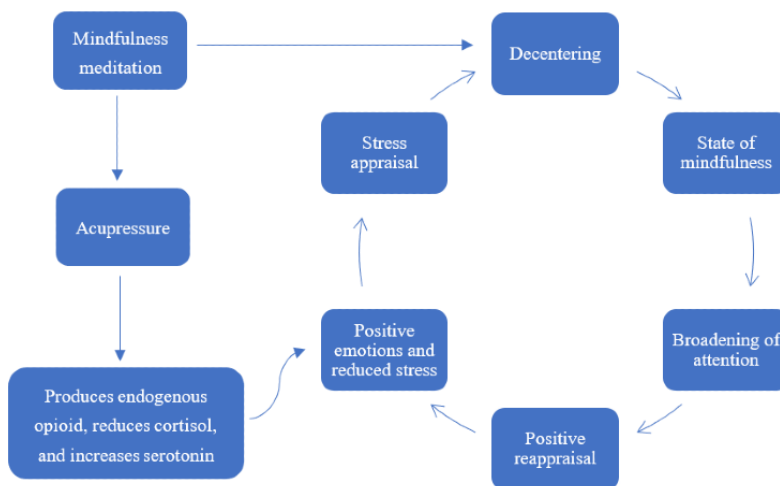 Mindfulness
meditation
Decentering
Stress
appraisal
State of
mindfulness
Acupressure
Positive
emotions and
reduced stress
Broadening of
attention
Produces endogenous
opioid, reduces cortisol,
and increases serotonin
Positive
reappraisal